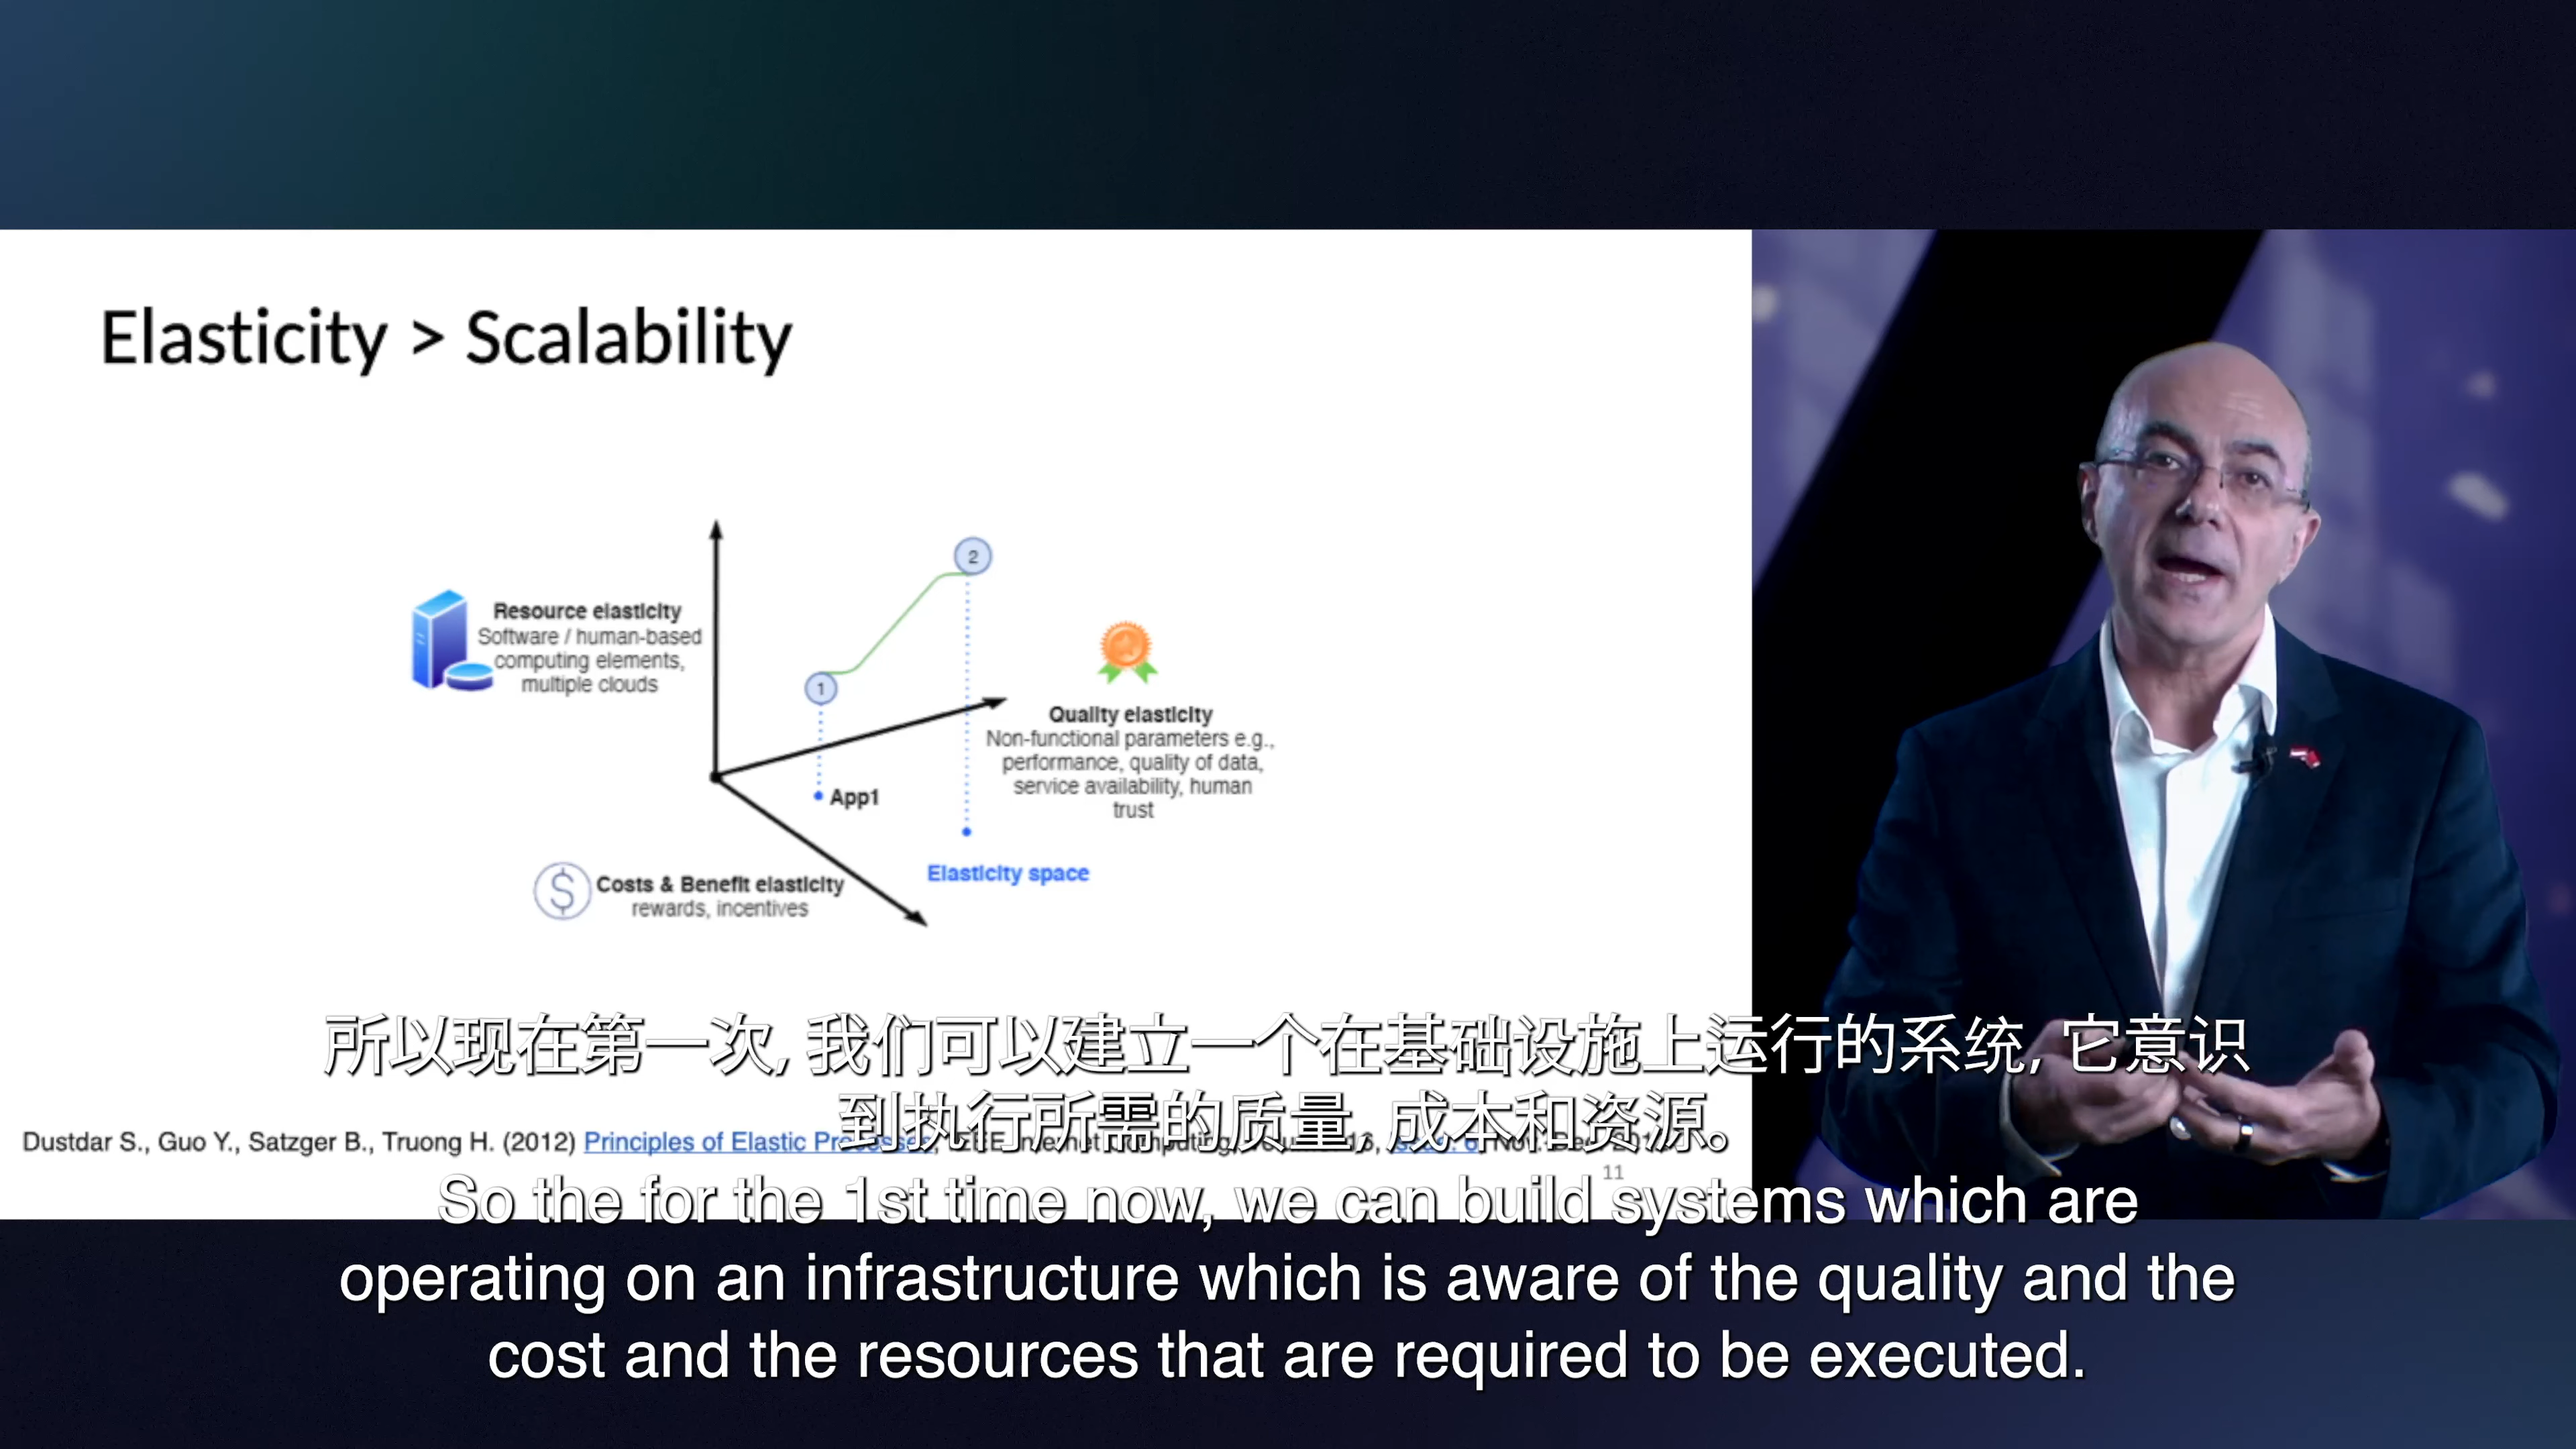 Elasticity > Scalability
2
Resource elasticity
Software / human-based
computing elements,
multiple clouds
1
Quality elasticity
Non-functional parameters e.g.,
performance, quality of data,
service availability, human
trust
App1
Elasticity space
$
Costs & Benefit elasticity
rewards, incentives
所以现在第一次, 我们可以建立一个在基础设施上运行的系统, 它意识
到执行所需的质量, 成本和资源。
Dustdar S., Guo Y., Satzger B., Truong H. (2012) Principles of Elastic
11
So the for the 1st time now, we can build systems which are
operating on an infrastructure which is aware of the quality and the
cost and the resources that are required to be executed.